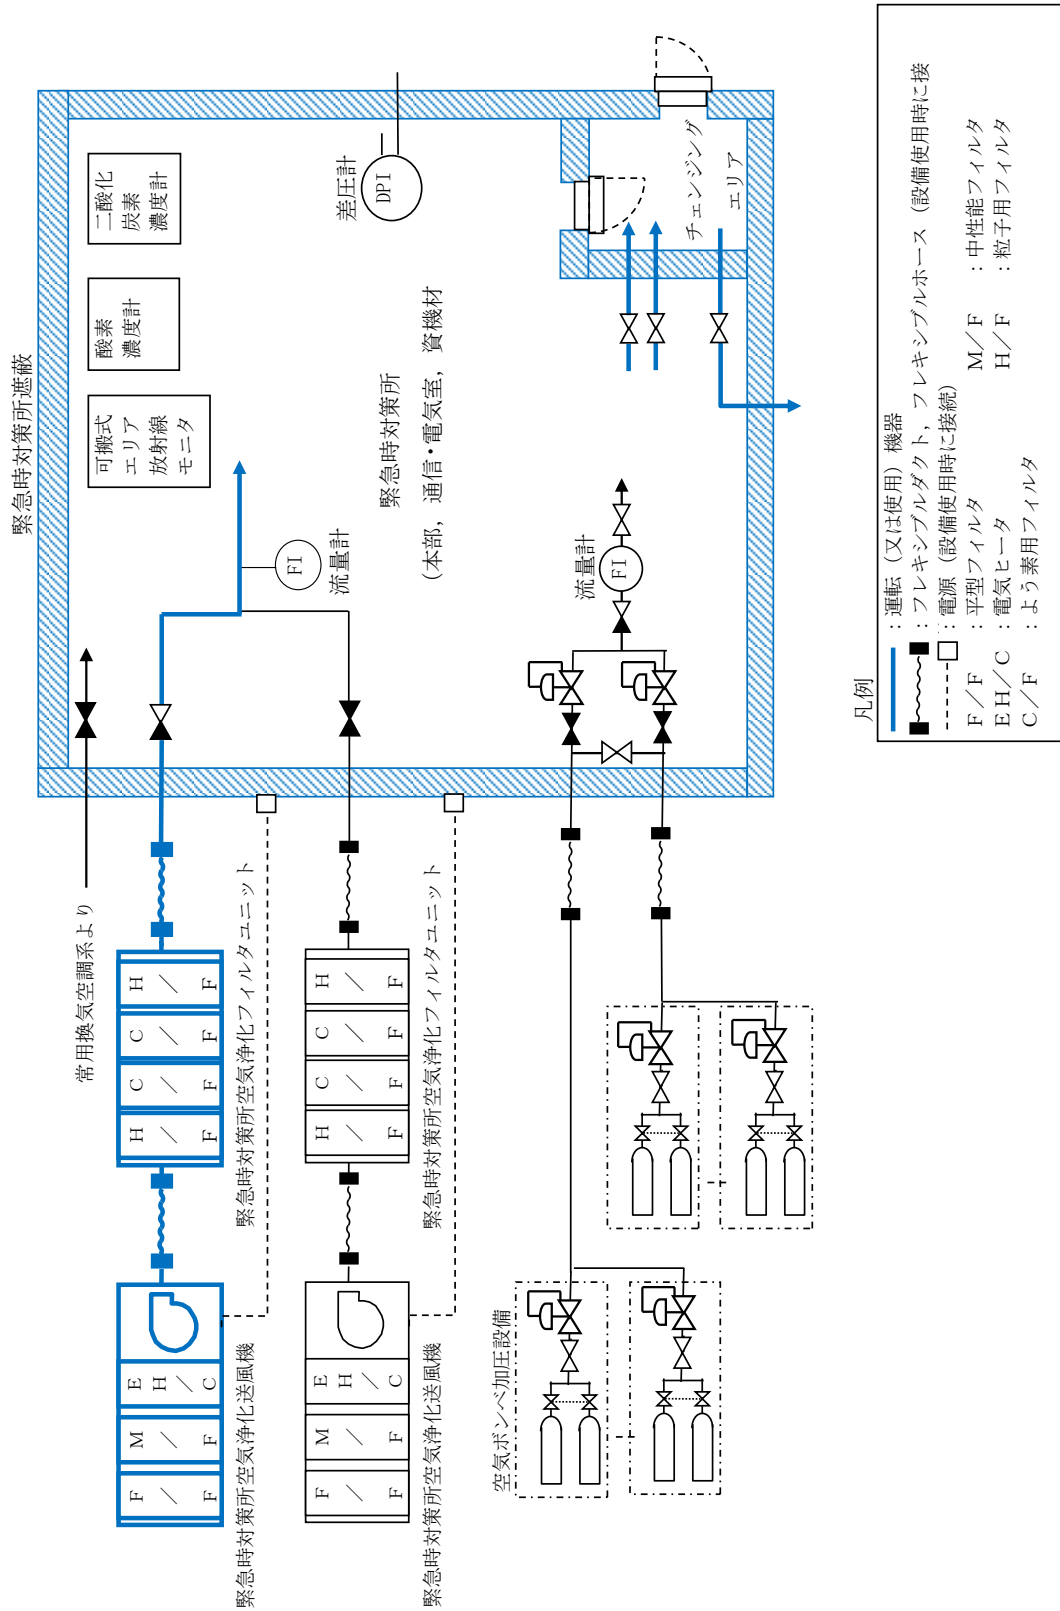 緊急時対策所遮蔽
二酸化
炭素
濃度計
酸素
濃度計
可搬式
エリア
放射線
モニタ
差圧計
DPI
チェンジング
エリア
緊急時対策所
（本部，通信・電気室，資機材
FI
流量計
流量計
FI
常用換気空調系より
H／F
C／F
C／F
H／F
緊急時対策所空気浄化フィルタユニット
EH／C
M／F
F／F
緊急時対策所空気浄化送風機
H／F
C／F
C／F
H／F
緊急時対策所空気浄化フィルタユニット
EH／C
M／F
F／F
緊急時対策所空気浄化送風機
空気ボンベ加圧設備
凡例
：運転（又は使用）機器
：フレキシブルダクト，フレキシブルホース（設備使用時に接
：電源（設備使用時に接続）
F／F ：平型フィルタ M／F ：中性能フィルタ
EH／C ：電気ヒータ H／F ：粒子用フィルタ
C／F ：よう素用フィルタ